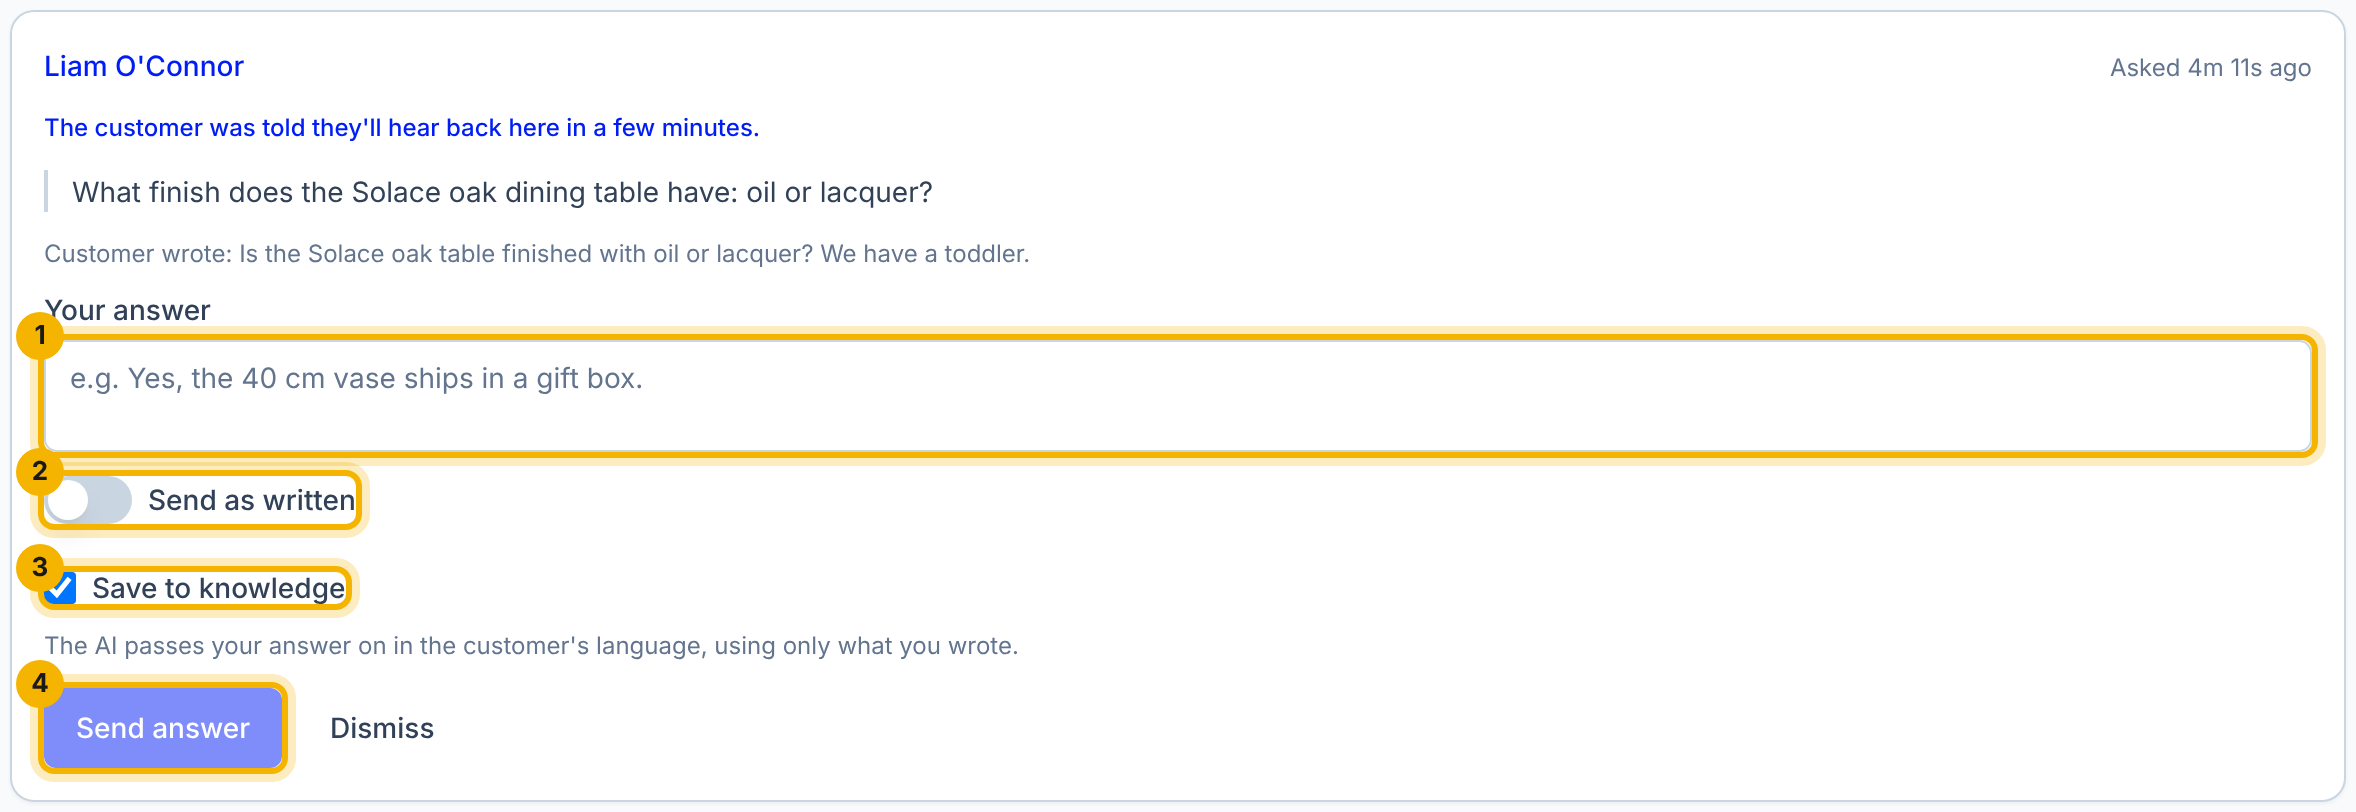 Liam O'Connor
Asked 4m 11s ago
The customer was told they'll hear back here in a few minutes.
What finish does the Solace oak dining table have: oil or lacquer?
Customer wrote: Is the Solace oak table finished with oil or lacquer? We have a toddler.
Your answer
1
e.g. Yes, the 40 cm vase ships in a gift box.
2
Send as written
3
Save to knowledge
The AI passes your answer on in the customer's language, using only what you wrote.
4
Send answer
Dismiss